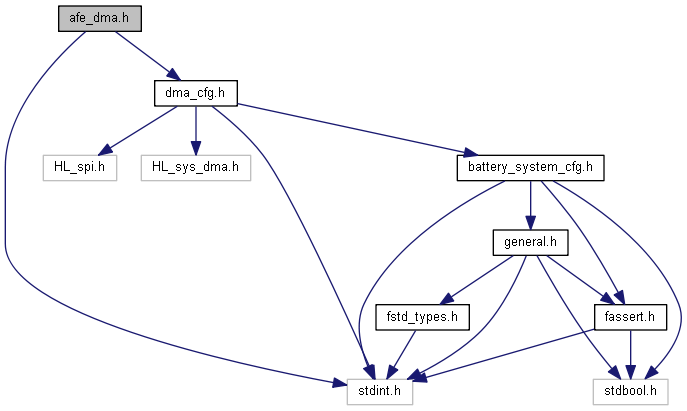 afe_dma.h
dma_cfg.h
HL_spi.h
HL_sys_dma.h
battery_system_cfg.h
general.h
fstd_types.h
fassert.h
stdint.h
stdbool.h